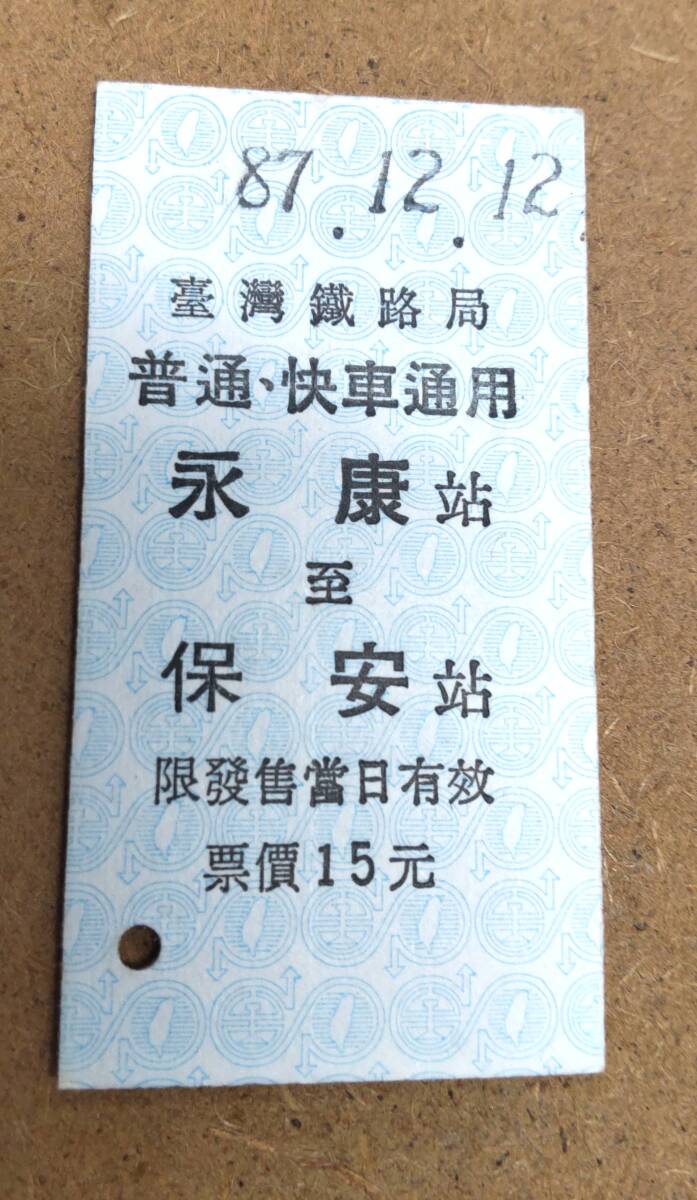 87.12.12
臺灣鐵路局
普通、快車通用
永康站
至
保安站
限發售當日有效
票價15元